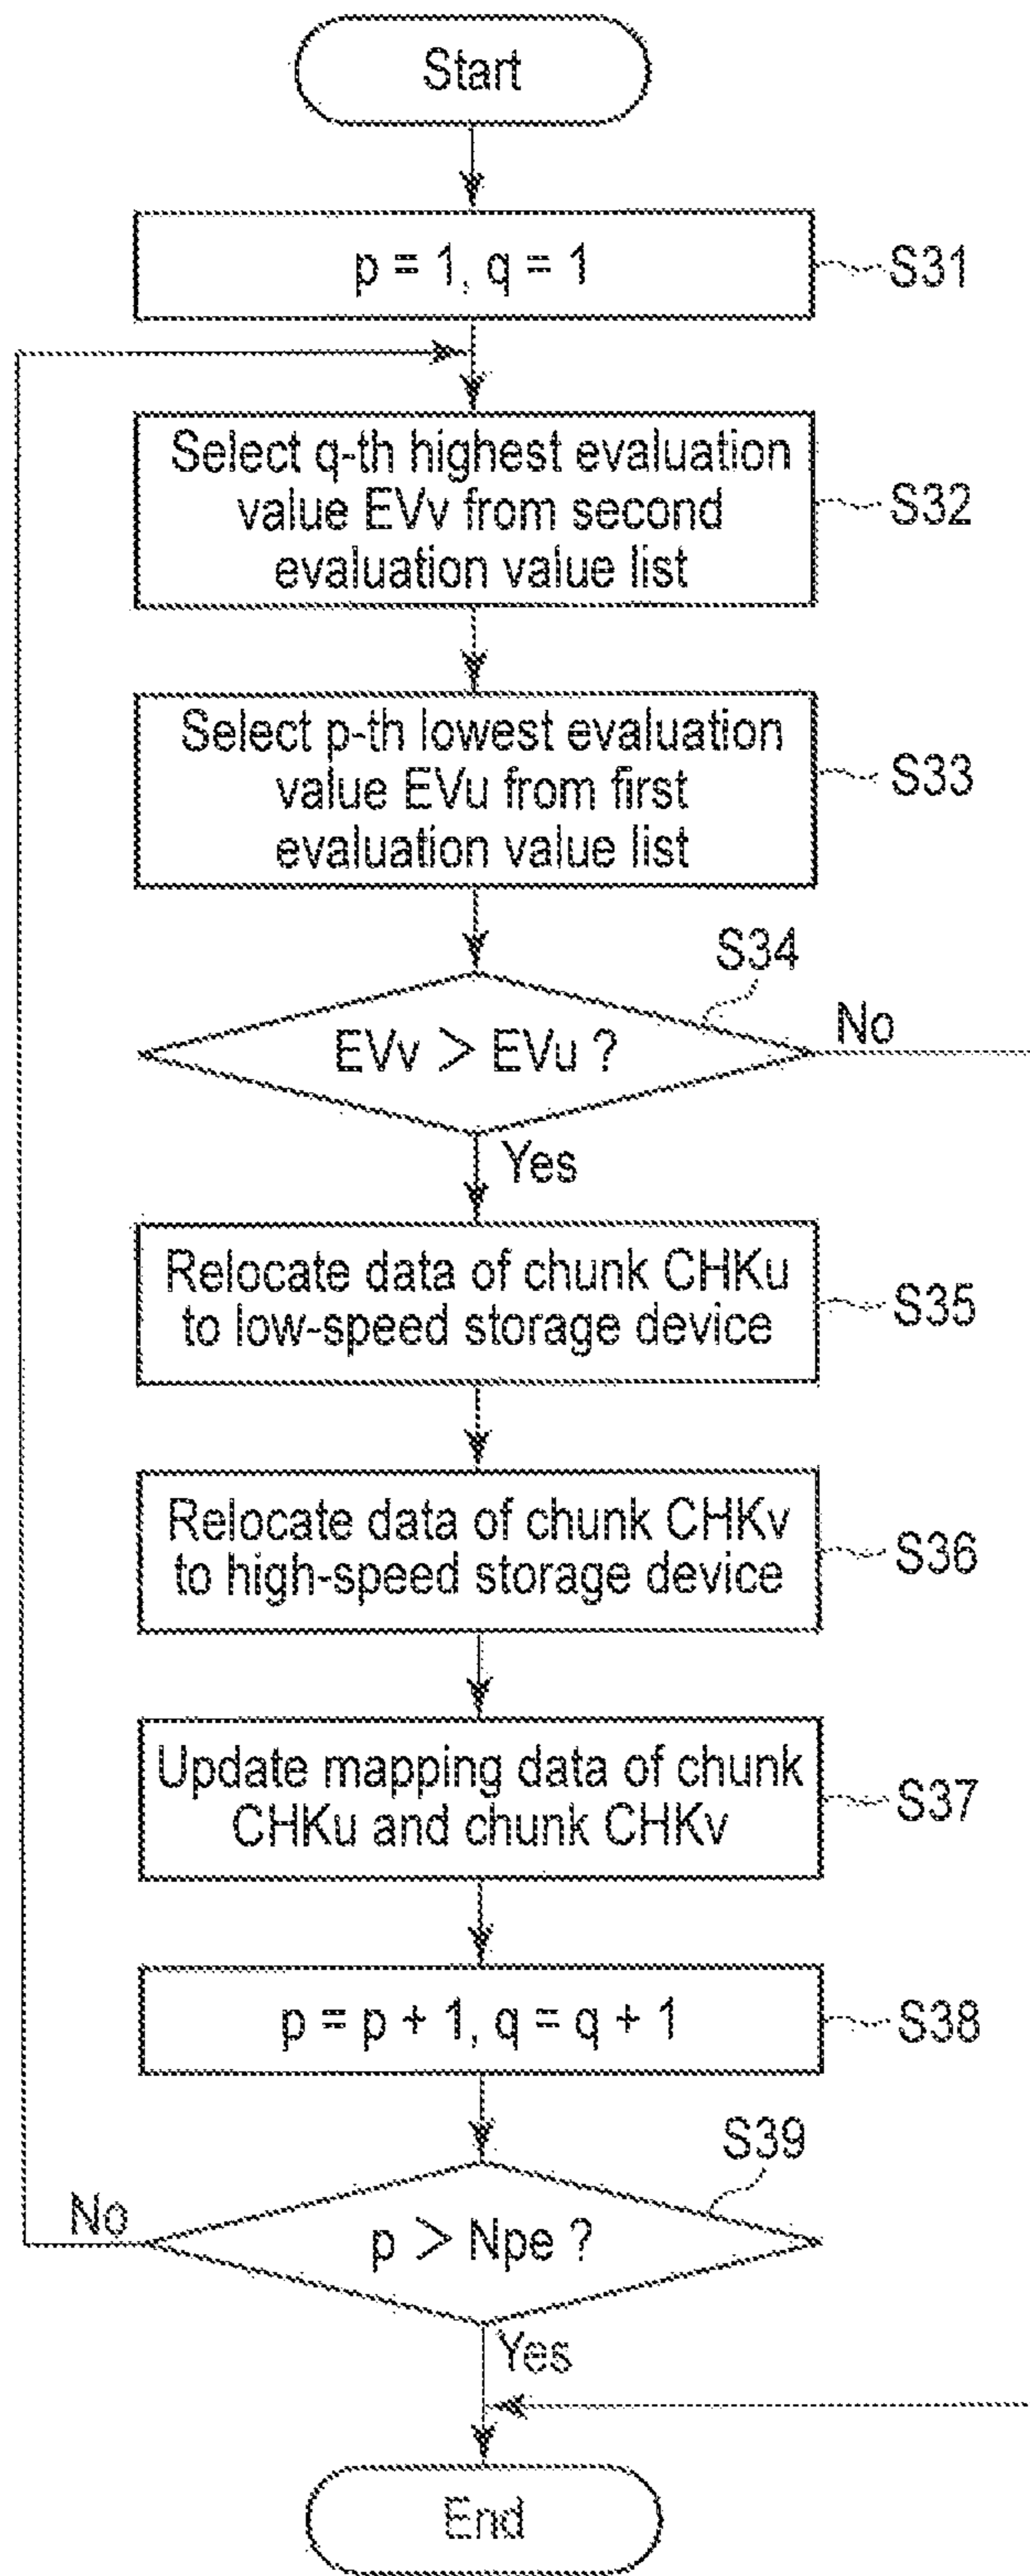 Start
p = 1, q = 1
S31
Select q-th highest evaluation
value EVv from second
evaluation value list
S32
Select p-th lowest evaluation
value EVu from first
evaluation value list
S33
S34
EVv > EVu ?
No
Yes
Relocate data of chunk CHKu
to low-speed storage device
S35
Relocate data of chunk CHKv
to high-speed storage device
S36
Update mapping data of chunk
CHKu and chunk CHKv
S37
p = p + 1, q = q + 1
S38
S39
No
p > Npe ?
Yes
End